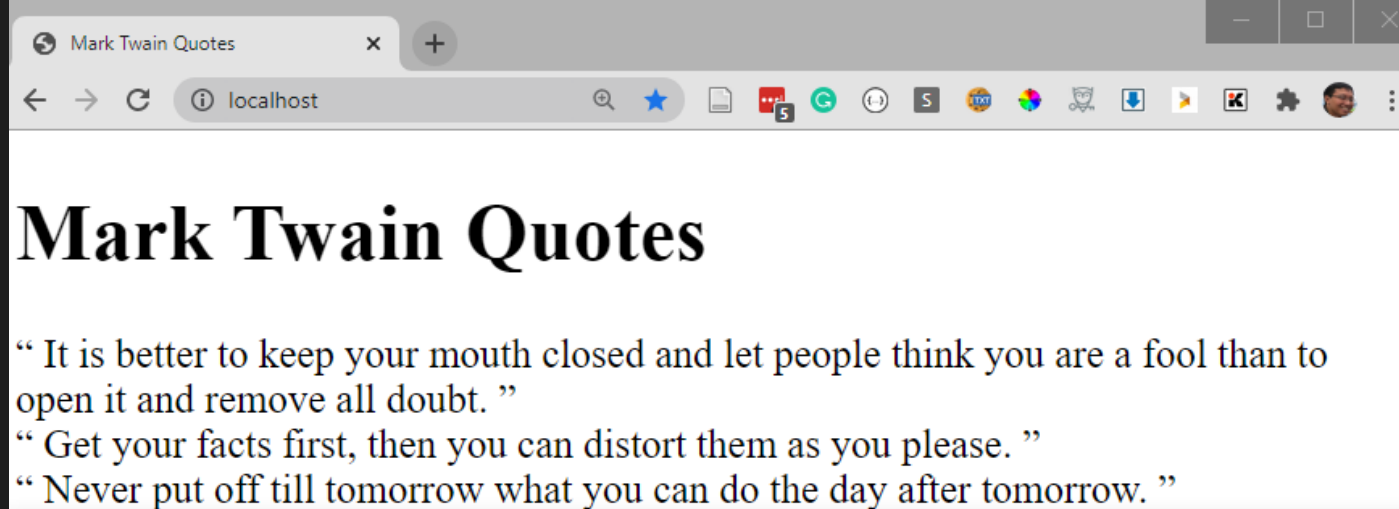 Mark Twain Quotes
localhost
5
S
TXT
K
Mark Twain Quotes
“ It is better to keep your mouth closed and let people think you are a fool than to
open it and remove all doubt. ”
“ Get your facts first, then you can distort them as you please. ”
“ Never put off till tomorrow what you can do the day after tomorrow. ”